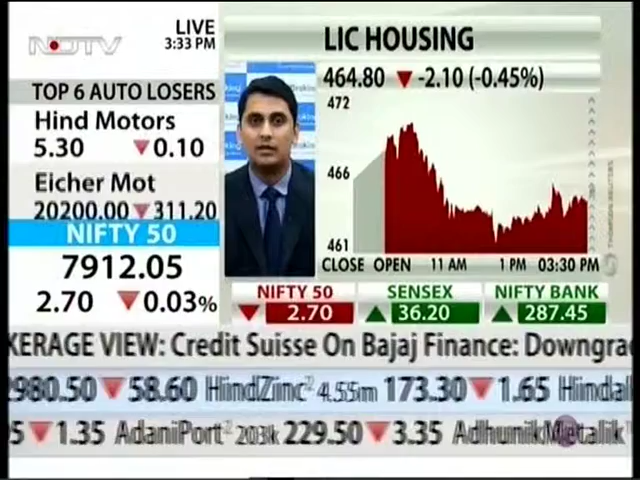 NDTV
LIVE
3:33 PM
TOP 6 AUTO LOSERS
Hind Motors
5.30 ▼0.10
Eicher Mot
20200.00 ▼311.20
NIFTY 50
7912.05
2.70 ▼0.03%
LIC HOUSING
464.80 ▼ -2.10 (-0.45%)
472
466
461
CLOSE OPEN 11 AM 1 PM 03:30 PM
THOMSON REUTERS
NIFTY 50
▼ 2.70
SENSEX
▲ 36.20
NIFTY BANK
▲ 287.45
KERAGE VIEW: Credit Suisse On Bajaj Finance: Downgra
2980.50 ▼58.60 HindZinc 4.55m 173.30 ▼1.65 Hindal
5 ▼1.35 AdaniPort 203k 229.50 ▼3.35 AdhunikMetalik